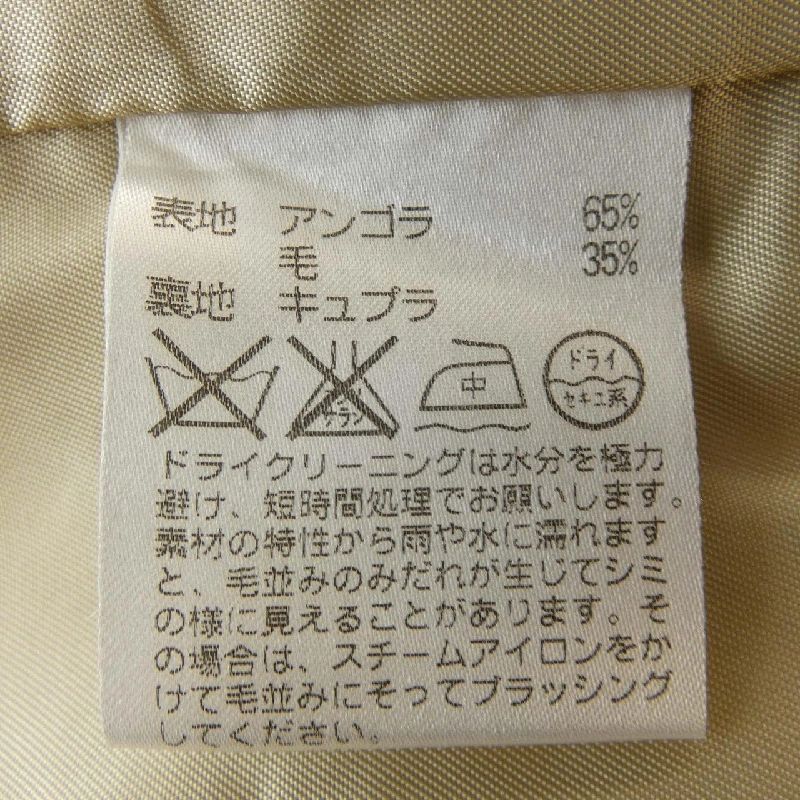 表地 アンゴラ 65%
毛 35%
裏地 キュプラ
エンソサラシ
中
ドライ
セキユ系
ドライクリーニングは水分を極力
避け、短時間処理でお願いします。
素材の特性から雨や水に濡れます
と、毛並みのみだれが生じてシミ
の様に見えることがあります。そ
の場合は、スチームアイロンをか
けて毛並みにそってブラッシング
してください。